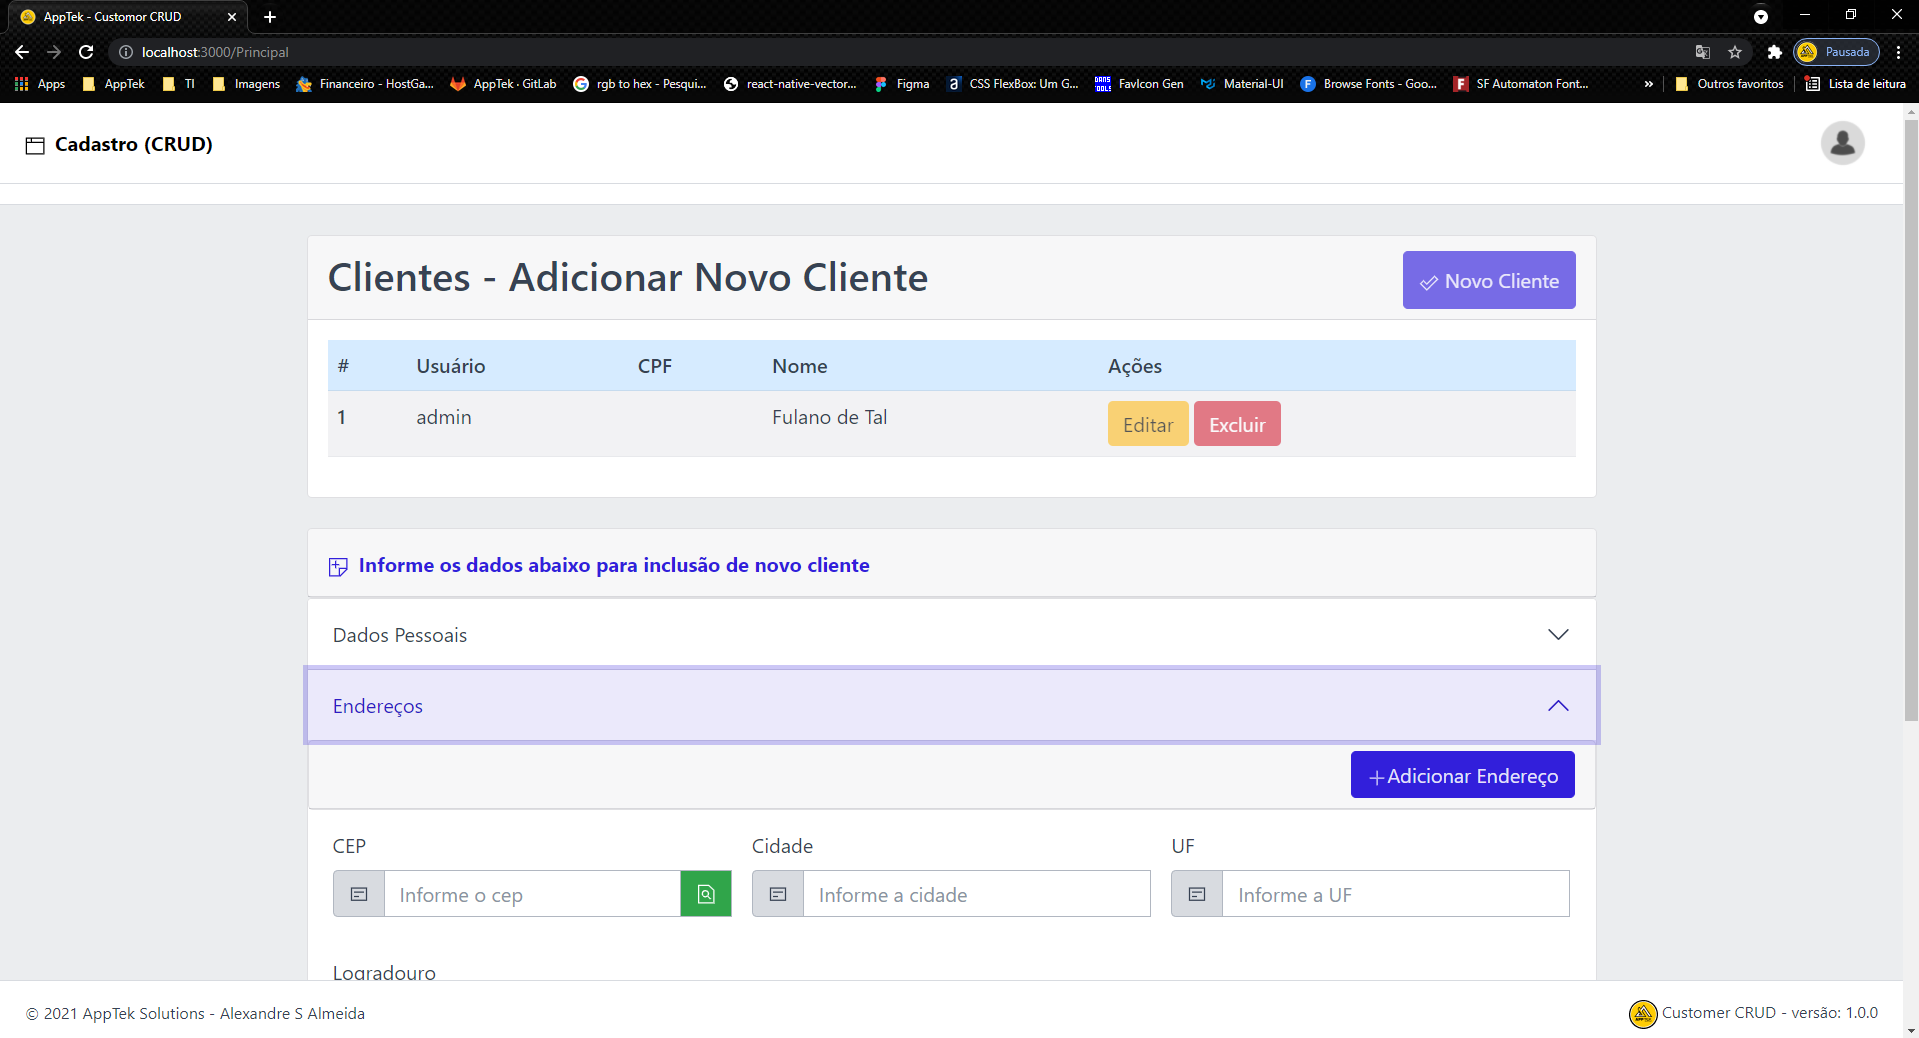 AppTek - Customor CRUD
localhost:3000/Principal
Pausada
Apps AppTek TI Imagens Financeiro - HostGa... AppTek · GitLab rgb to hex - Pesqui... react-native-vector... Figma CSS FlexBox: Um G... FavIcon Gen Material-UI Browse Fonts - Goo... SF Automaton Font... » Outros favoritos Lista de leitura
Cadastro (CRUD)
Clientes - Adicionar Novo Cliente
Novo Cliente
# Usuário CPF Nome Ações
1 admin Fulano de Tal Editar Excluir
Informe os dados abaixo para inclusão de novo cliente
Dados Pessoais
Endereços
+Adicionar Endereço
CEP Cidade UF
Informe o cep Informe a cidade Informe a UF
Logradouro
© 2021 AppTek Solutions - Alexandre S Almeida
Customer CRUD - versão: 1.0.0